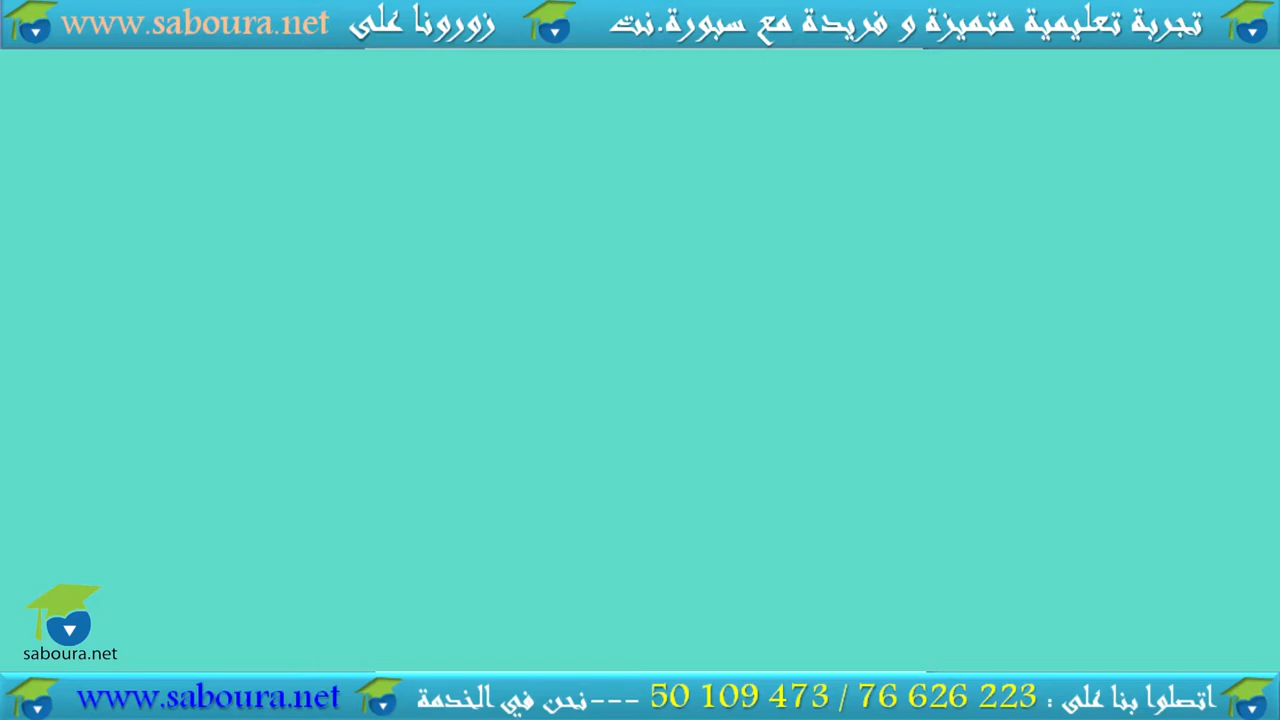 تجربة تعليمية متميزة و فريدة مع سبورة.نت زورونا على www.saboura.net
saboura.net
اتصلوا بنا على : 50 109 473 / 76 626 223 ---نحن في الخدمة www.saboura.net